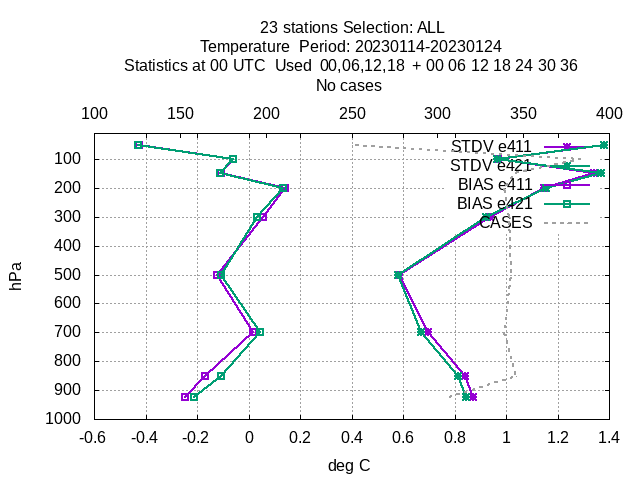 23 stations Selection: ALL
Temperature  Period: 20230114-20230124
Statistics at 00 UTC  Used  00,06,12,18  + 00 06 12 18 24 30 36
No cases
100 150 200 250 300 350 400
STDV e411
STDV e421
BIAS e411
BIAS e421
CASES
hPa
100
200
300
400
500
600
700
800
900
1000
-0.6 -0.4 -0.2 0 0.2 0.4 0.6 0.8 1 1.2 1.4
deg C